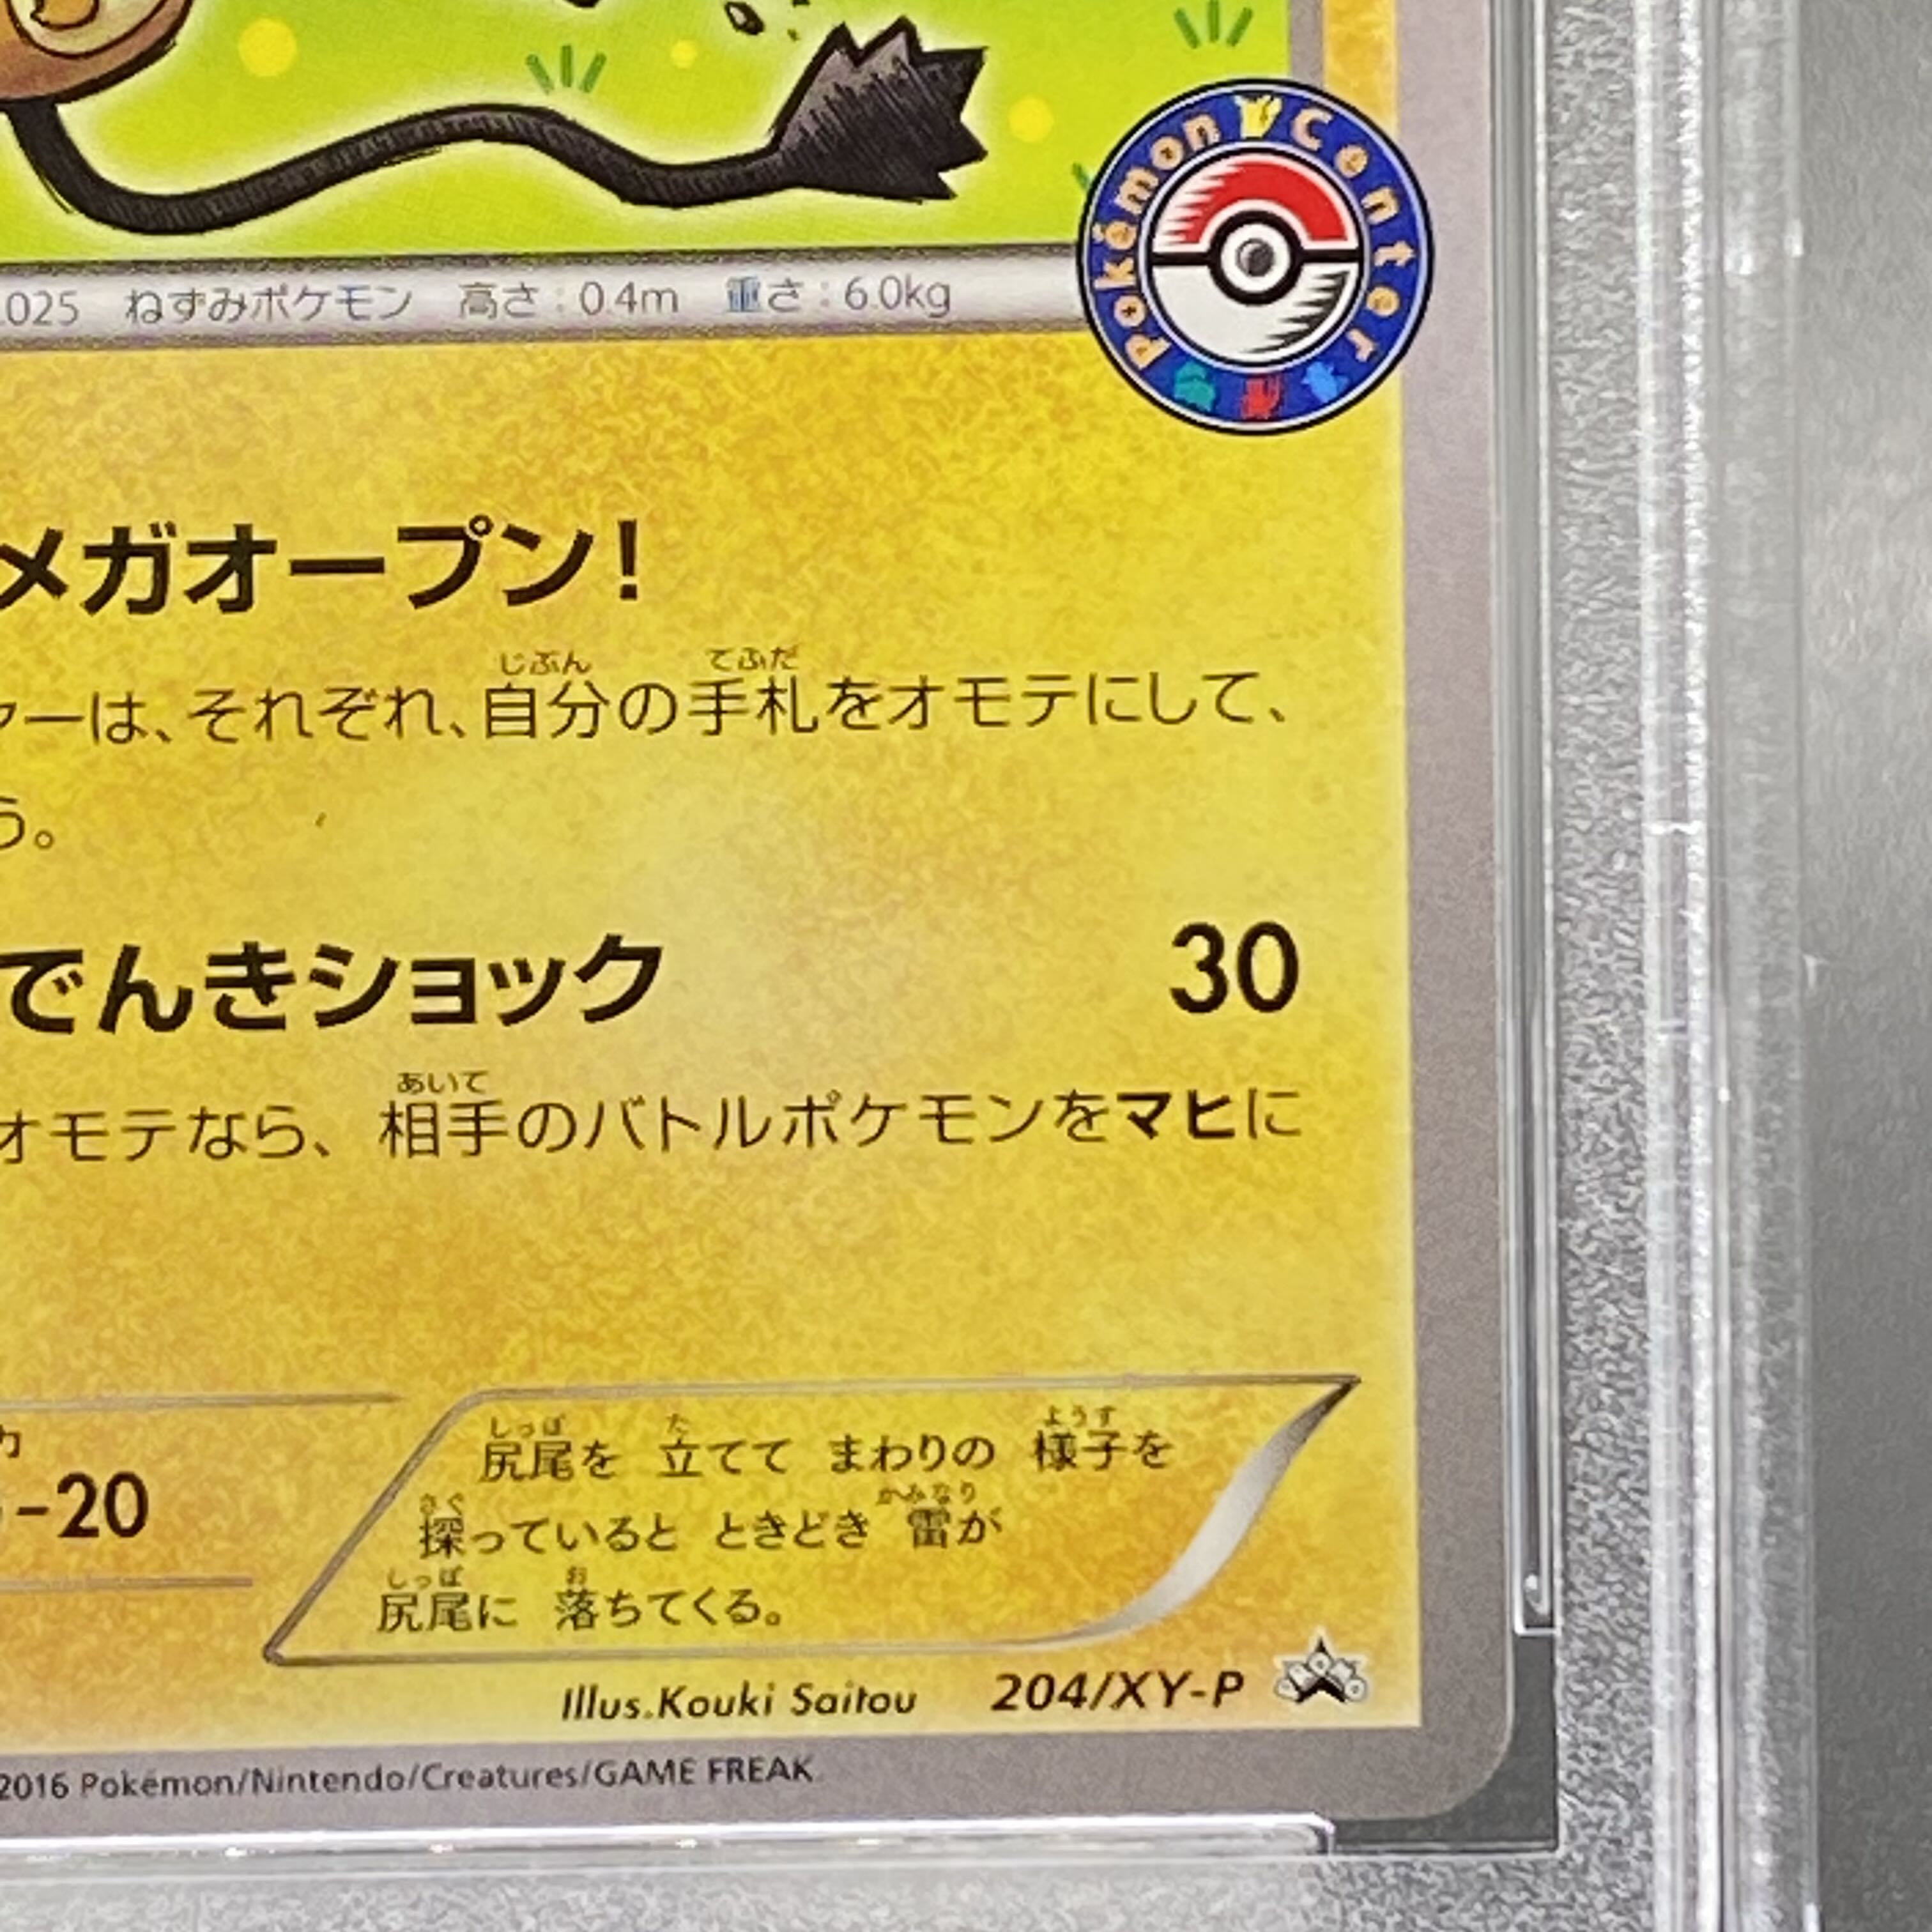 Pokémon Center
025 ねずみポケモン 高さ:0.4m 重さ:6.0kg
メガオープン!
じぶん てふだ
ーは、それぞれ、自分の手札をオモテにして、
う。
でんきショック 30
あいて
オモテなら、相手のバトルポケモンをマヒに
-20
しっぽ た ようす
尻尾を 立てて まわりの 様子を
さぐ かみなり
探っていると ときどき 雷が
しっぽ お
尻尾に 落ちてくる。
Illus.Kouki Saitou 204/XY-P
2016 Pokémon/Nintendo/Creatures/GAME FREAK